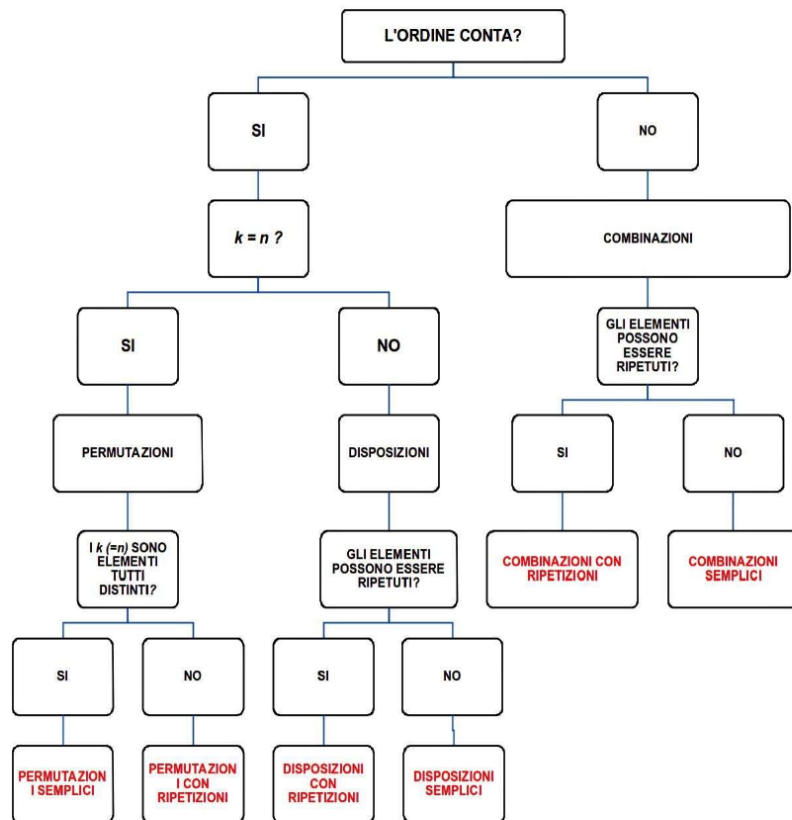 L'ORDINE CONTA?
SI
NO
k = n ?
COMBINAZIONI
SI
NO
GLI ELEMENTI
POSSONO
ESSERE
RIPETUTI?
PERMUTAZIONI
DISPOSIZIONI
SI
NO
I k (=n) SONO
ELEMENTI
TUTTI
DISTINTI?
GLI ELEMENTI
POSSONO ESSERE
RIPETUTI?
COMBINAZIONI CON
RIPETIZIONI
COMBINAZIONI
SEMPLICI
SI
NO
SI
NO
PERMUTAZION
I SEMPLICI
PERMUTAZION
I CON
RIPETIZIONI
DISPOSIZIONI
CON
RIPETIZIONI
DISPOSIZIONI
SEMPLICI